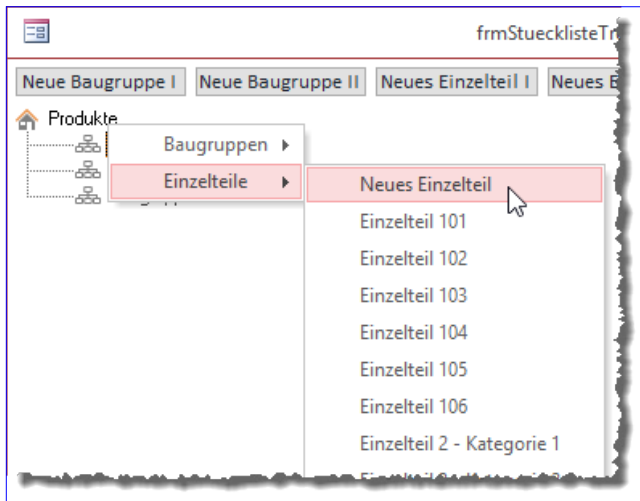 frmStuecklisteTr
Neue Baugruppe I Neue Baugruppe II Neues Einzelteil I Neues E
Produkte
Baugruppen
Einzelteile
Neues Einzelteil
Einzelteil 101
Einzelteil 102
Einzelteil 103
Einzelteil 104
Einzelteil 105
Einzelteil 106
Einzelteil 2 - Kategorie 1